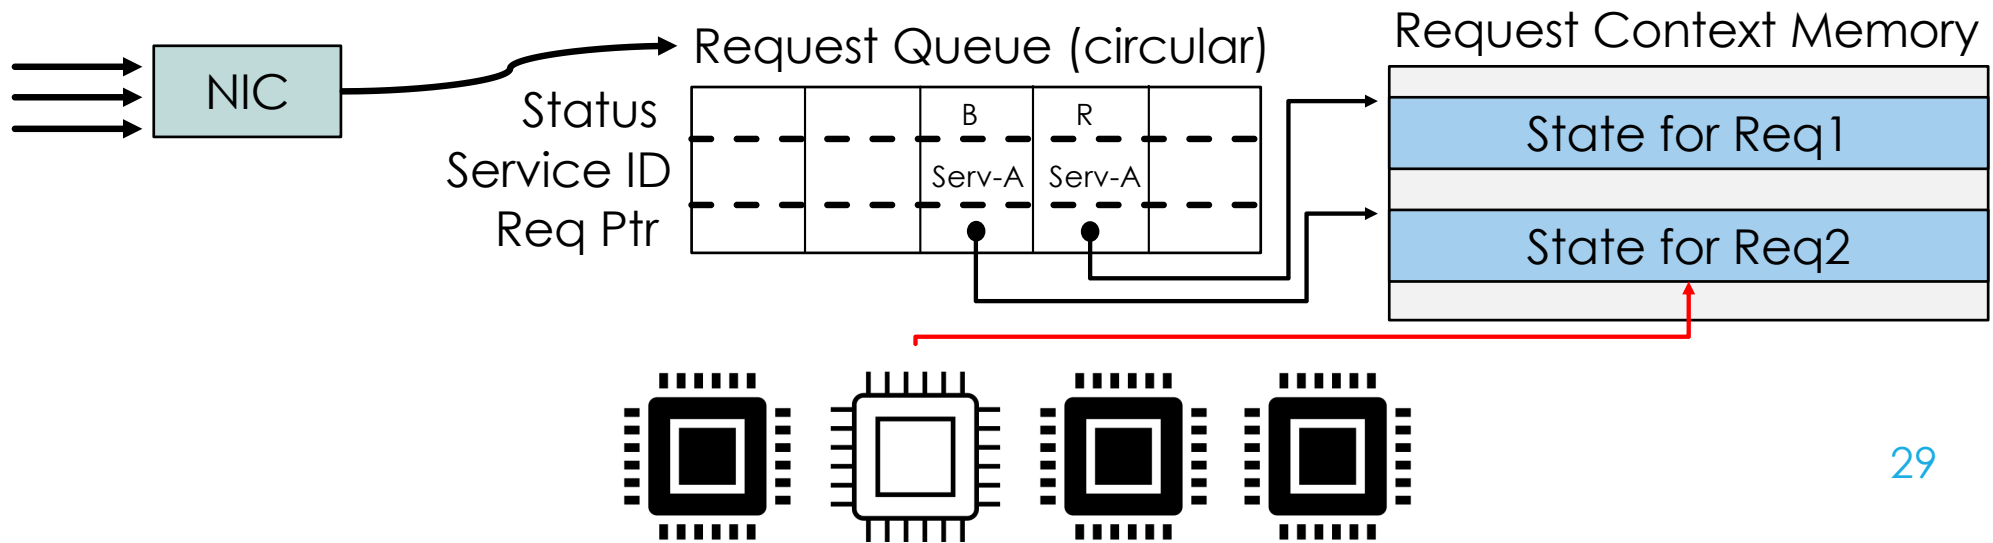 NIC
Request Queue (circular)
Status
B
R
Service ID
Serv-A
Serv-A
Req Ptr
Request Context Memory
State for Req1
State for Req2
29